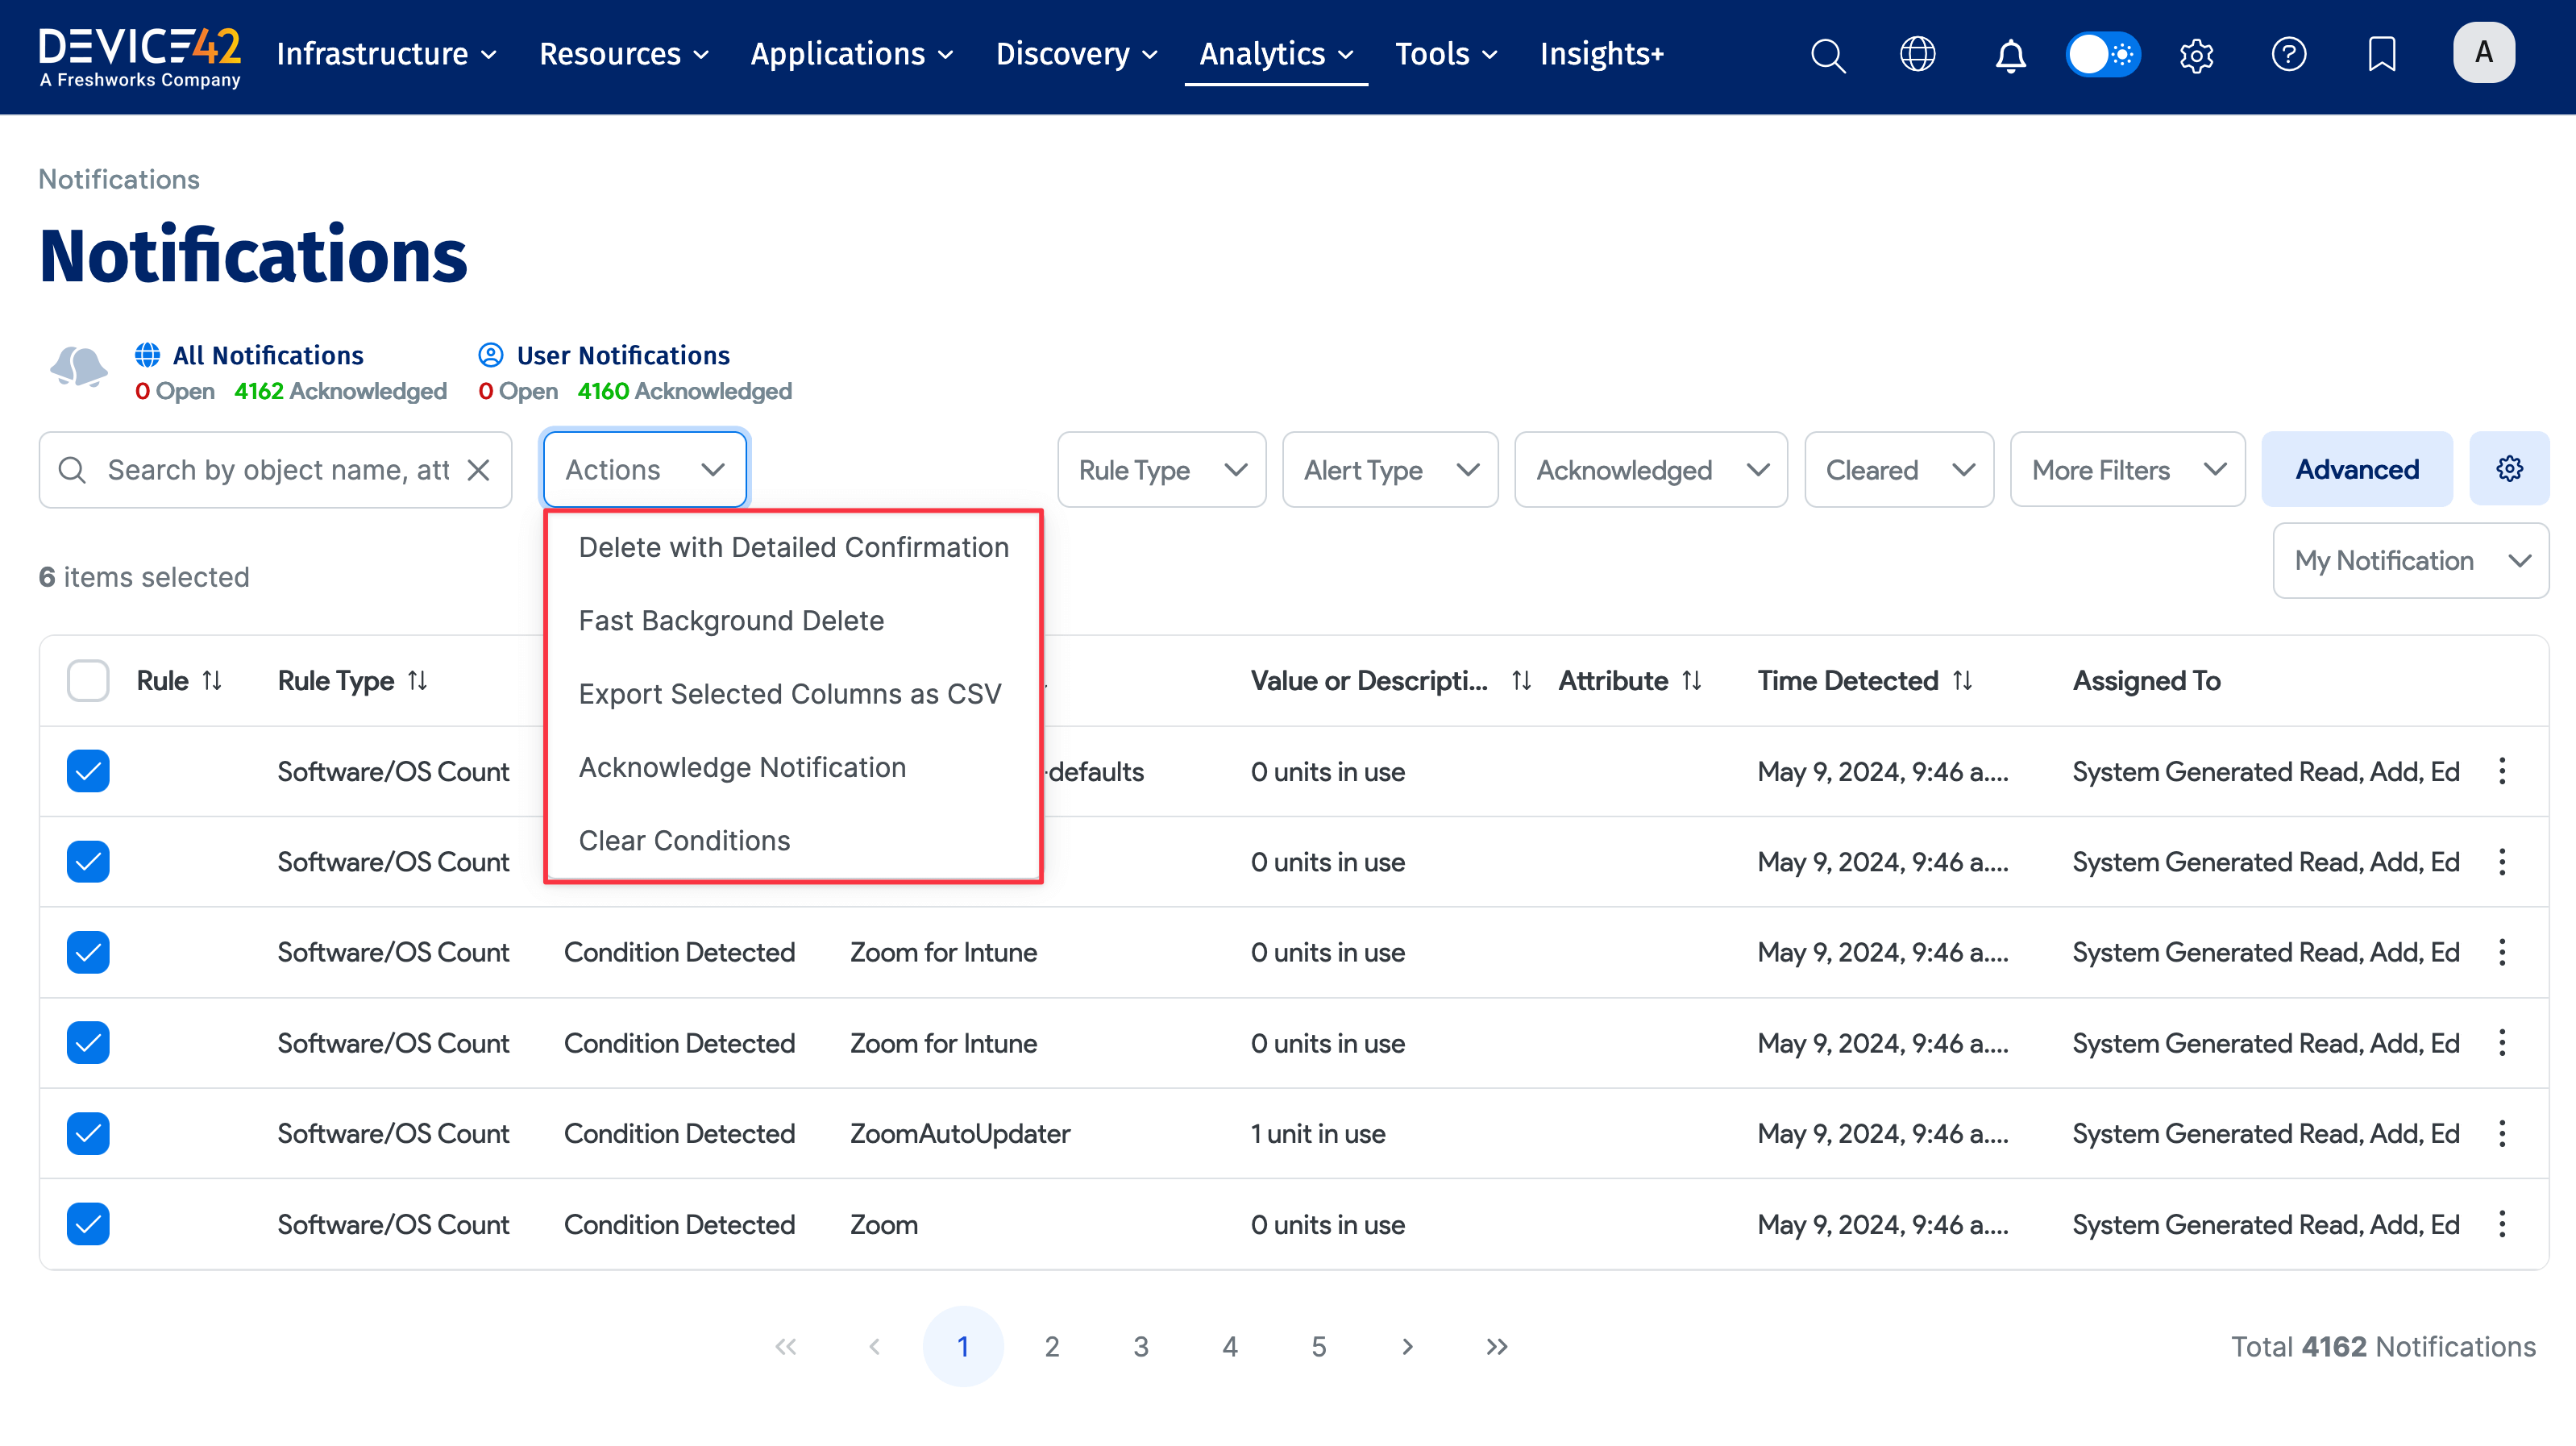 DEVICE42
A Freshworks Company
Infrastructure Resources Applications Discovery Analytics Tools Insights+
A
Notifications
Notifications
All Notifications
0 Open 4162 Acknowledged
User Notifications
0 Open 4160 Acknowledged
Search by object name, att
Actions
Rule Type
Alert Type
Acknowledged
Cleared
More Filters
Advanced
My Notification
6 items selected
Delete with Detailed Confirmation
Fast Background Delete
Export Selected Columns as CSV
Acknowledge Notification
Clear Conditions
Rule Rule Type Value or Descripti... Attribute Time Detected Assigned To
Software/OS Count -defaults 0 units in use May 9, 2024, 9:46 a.... System Generated Read, Add, Ed
Software/OS Count 0 units in use May 9, 2024, 9:46 a.... System Generated Read, Add, Ed
Software/OS Count Condition Detected Zoom for Intune 0 units in use May 9, 2024, 9:46 a.... System Generated Read, Add, Ed
Software/OS Count Condition Detected Zoom for Intune 0 units in use May 9, 2024, 9:46 a.... System Generated Read, Add, Ed
Software/OS Count Condition Detected ZoomAutoUpdater 1 unit in use May 9, 2024, 9:46 a.... System Generated Read, Add, Ed
Software/OS Count Condition Detected Zoom 0 units in use May 9, 2024, 9:46 a.... System Generated Read, Add, Ed
1 2 3 4 5
Total 4162 Notifications